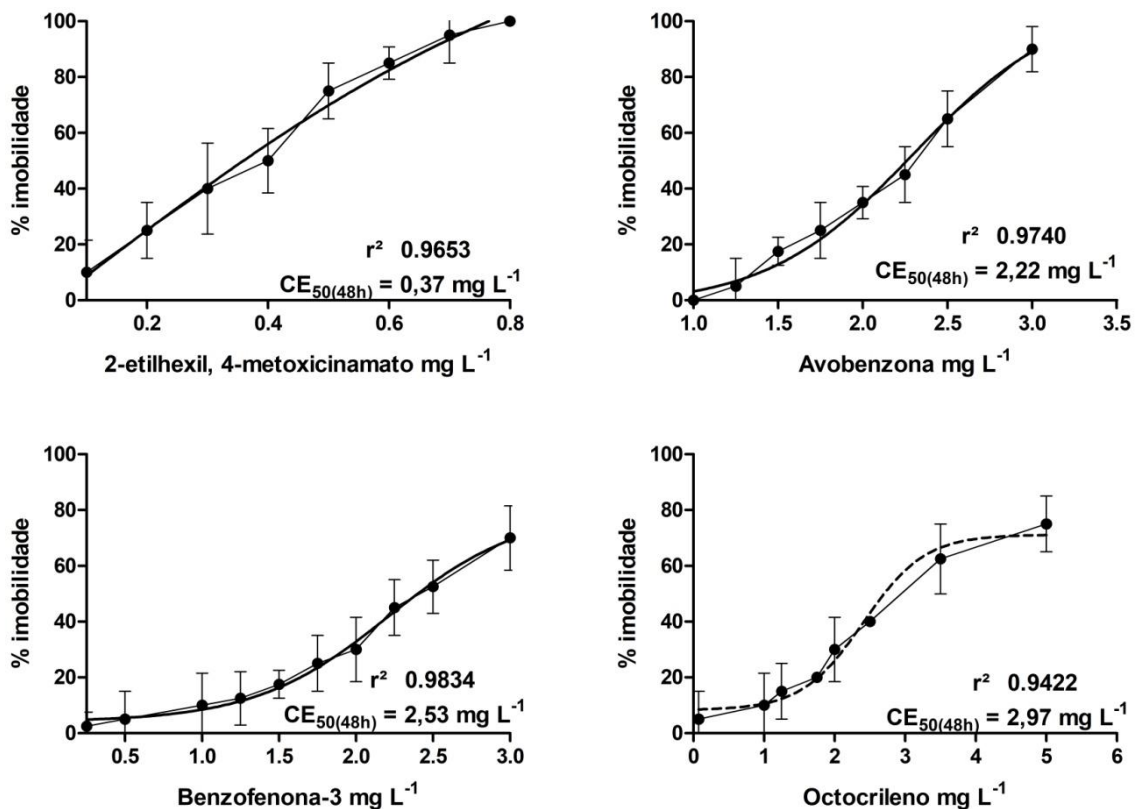 % imobilidade
100
80
60
40
20
0
r² 0.9653
CE50(48h) = 0,37 mg L-1
0.2 0.4 0.6 0.8
2-etilhexil, 4-metoxicinamato mg L-1
% imobilidade
100
80
60
40
20
0
r² 0.9740
CE50(48h) = 2,22 mg L-1
1.0 1.5 2.0 2.5 3.0 3.5
Avobenzona mg L-1
% imobilidade
100
80
60
40
20
0
r² 0.9834
CE50(48h) = 2,53 mg L-1
0.5 1.0 1.5 2.0 2.5 3.0
Benzofenona-3 mg L-1
% imobilidade
100
80
60
40
20
0
r² 0.9422
CE50(48h) = 2,97 mg L-1
0 1 2 3 4 5 6
Octocrileno mg L-1